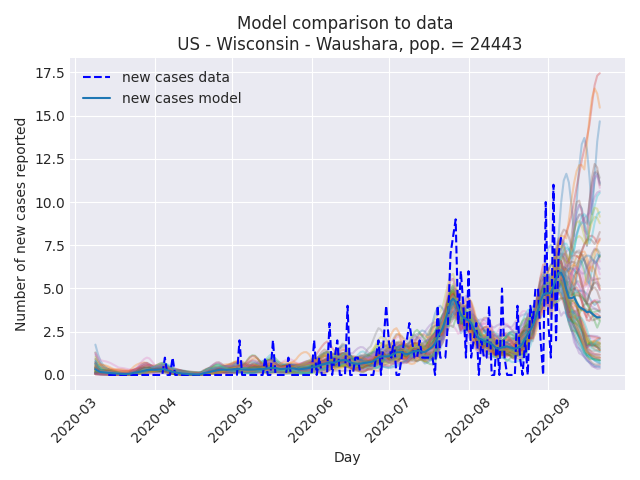 Model comparison to data
US - Wisconsin - Waushara, pop. = 24443
17.5
15.0
12.5
10.0
7.5
5.0
2.5
0.0
Number of new cases reported
new cases data
new cases model
2020-03
2020-04
2020-05
2020-06
2020-07
2020-08
2020-09
Day